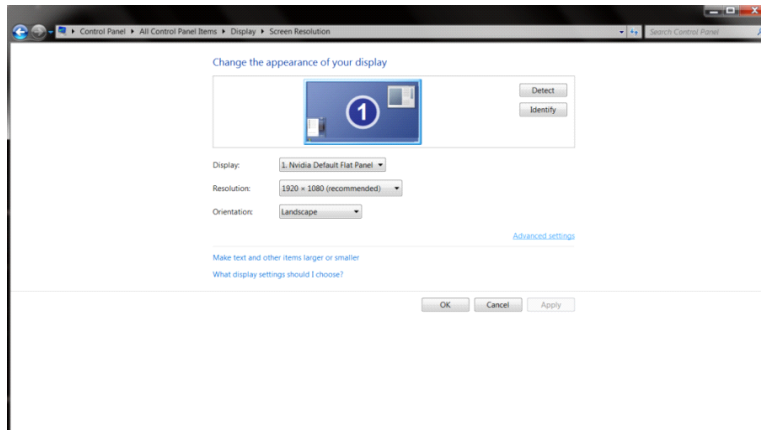 Control Panel ▸ All Control Panel Items ▸ Display ▸ Screen Resolution
Search Control Panel
Change the appearance of your display
1
Detect
Identify
Display: 1. Nvidia Default Flat Panel
Resolution: 1920 × 1080 (recommended)
Orientation: Landscape
Advanced settings
Make text and other items larger or smaller
What display settings should I choose?
OK Cancel Apply